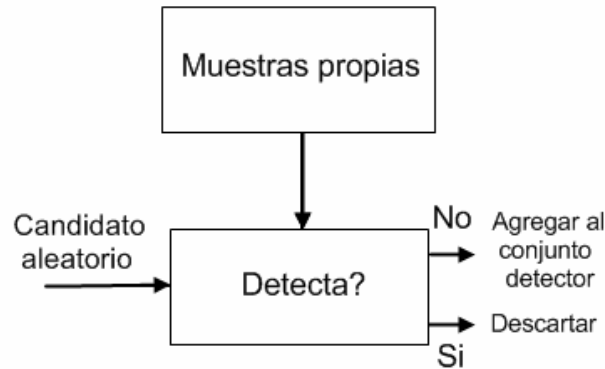 Muestras propias
Candidato
aleatorio
Detecta?
No
Agregar al
conjunto
detector
Descartar
Si